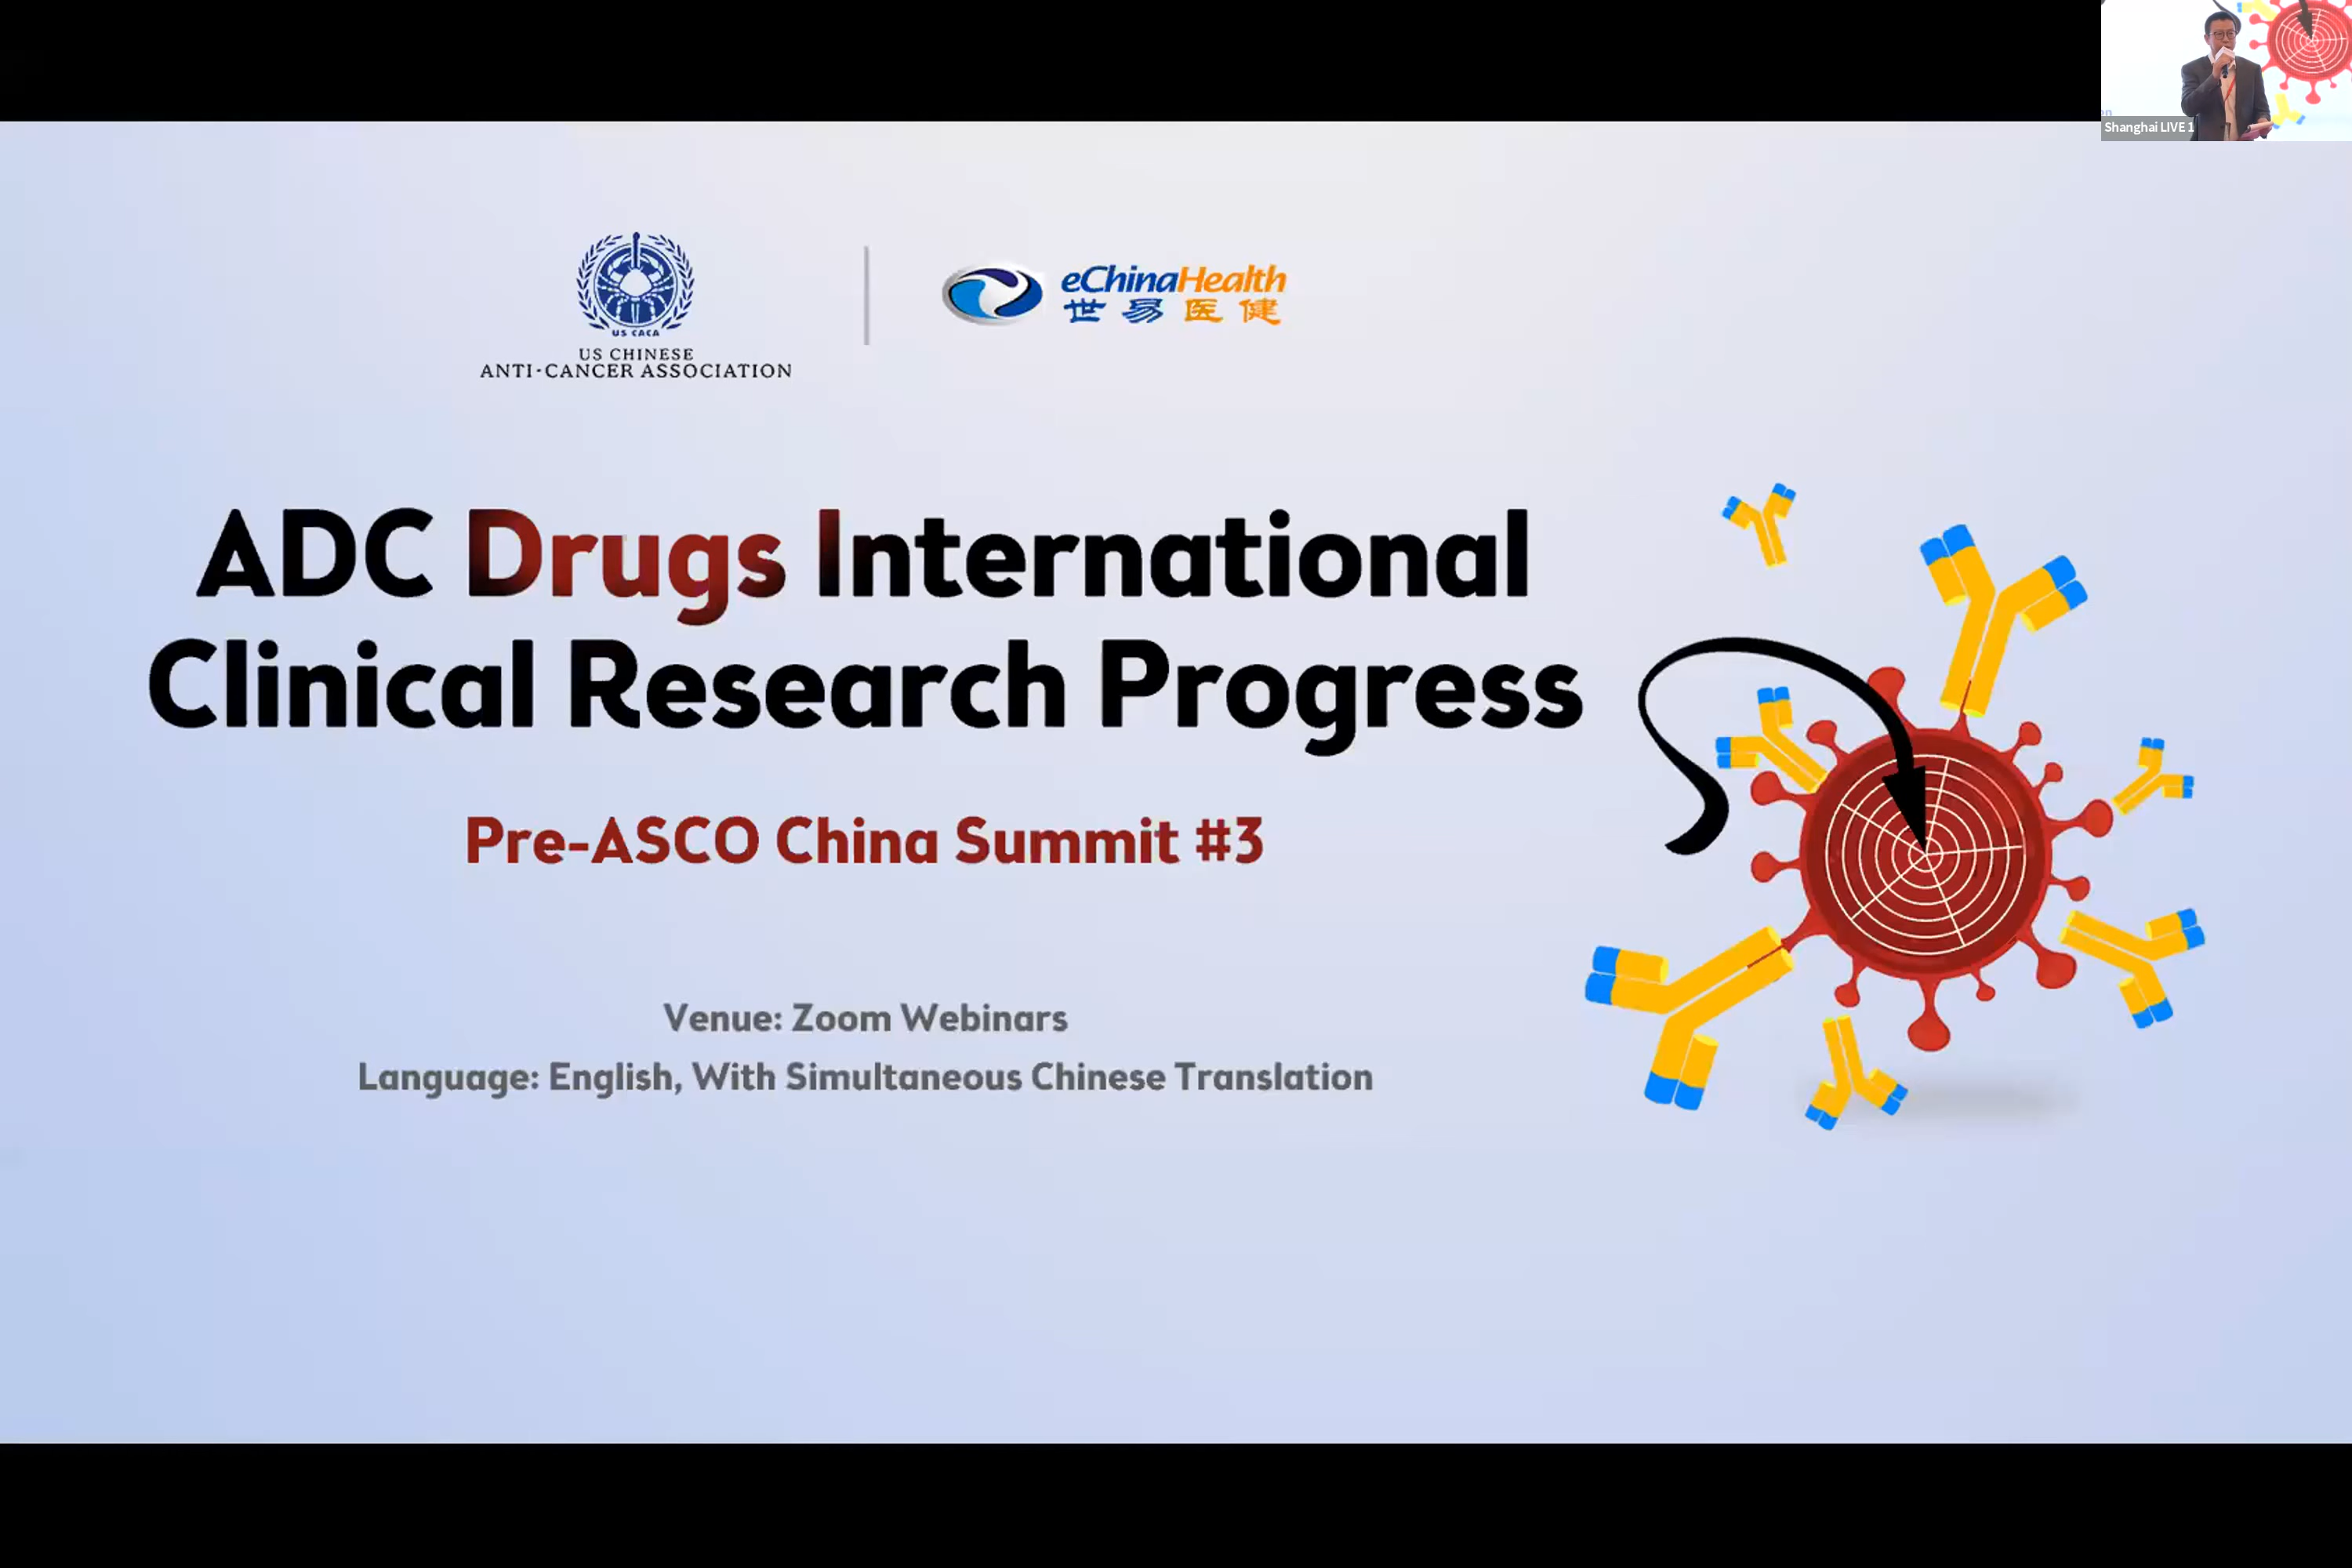 Shanghai LIVE 1
US CACA
US CHINESE
ANTI-CANCER ASSOCIATION
eChinaHealth
世易医健
ADC Drugs International
Clinical Research Progress
Pre-ASCO China Summit #3
Venue: Zoom Webinars
Language: English, With Simultaneous Chinese Translation